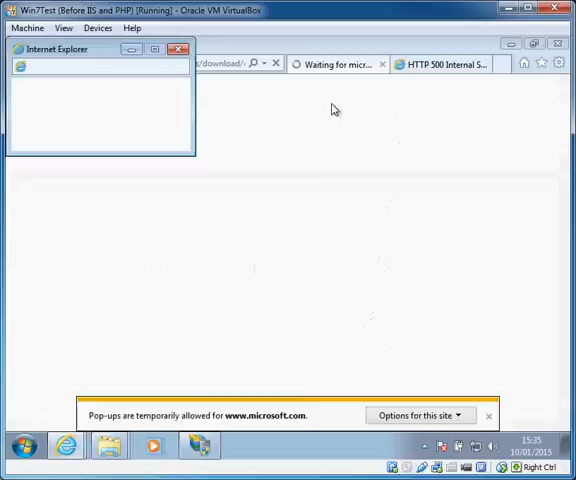 Win7Test (Before IIS and PHP) [Running] - Oracle VM VirtualBox
Machine View Devices Help
Internet Explorer
s/download/
Waiting for micr...
HTTP 500 Internal S...
Pop-ups are temporarily allowed for www.microsoft.com.
Options for this site
15:35
10/01/2015
Right Ctrl